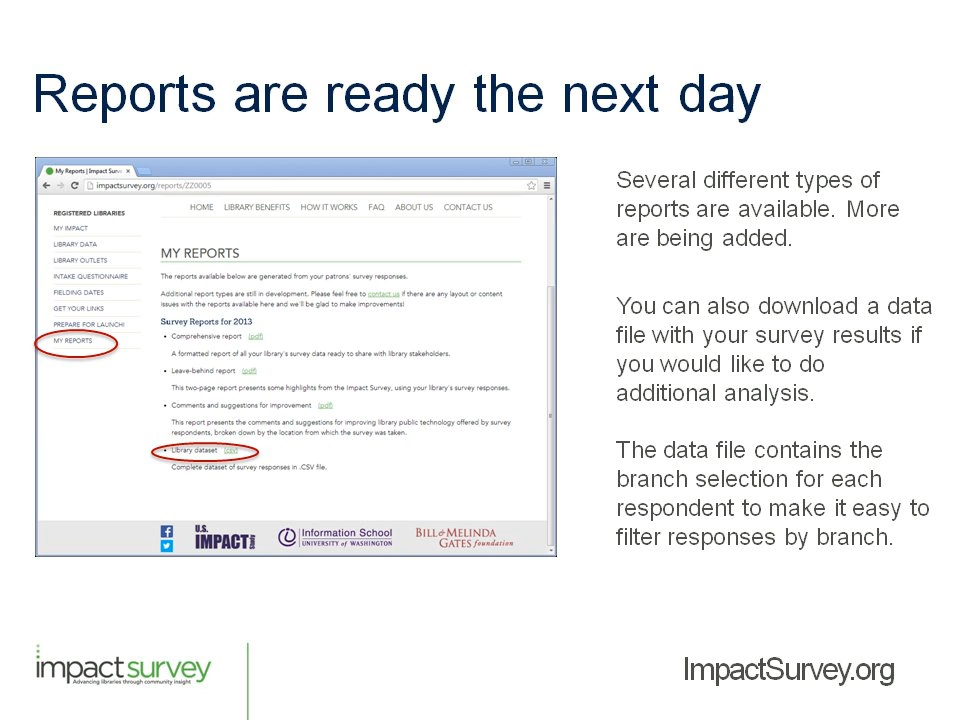 Reports are ready the next day
My Reports | Impact Surv
impactsurvey.org/reports/ZZ0005
REGISTERED LIBRARIES
MY IMPACT
LIBRARY DATA
LIBRARY OUTLETS
INTAKE QUESTIONNAIRE
FIELDING DATES
GET YOUR LINKS
PREPARE FOR LAUNCH!
MY REPORTS
HOME LIBRARY BENEFITS HOW IT WORKS FAQ ABOUT US CONTACT US
MY REPORTS
The reports available below are generated from your patrons' survey responses.
Additional report types are still in development. Please feel free to contact us if there are any layout or content
issues with the reports available here and we'll be glad to make improvements!
Survey Reports for 2013
• Comprehensive report (pdf)
A formatted report of all your library's survey data ready to share with library stakeholders.
• Leave-behind report (pdf)
This two-page report presents some highlights from the Impact Survey, using your library's survey responses.
• Comments and suggestions for improvement (pdf)
This report presents the comments and suggestions for improving library public technology offered by survey
respondents, broken down by the location from which the survey was taken.
• Library dataset (csv)
Complete dataset of survey responses in .CSV file.
U.S.
IMPACT
Information School
UNIVERSITY of WASHINGTON
BILL & MELINDA
GATES foundation
Several different types of
reports are available. More
are being added.
You can also download a data
file with your survey results if
you would like to do
additional analysis.
The data file contains the
branch selection for each
respondent to make it easy to
filter responses by branch.
impactsurvey
Advancing libraries through community insight
ImpactSurvey.org